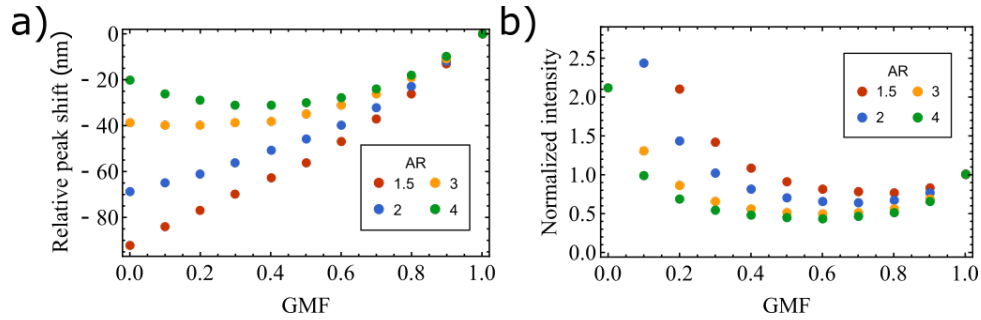 a)
Relative peak shift (nm)
0
- 20
- 40
- 60
- 80
0.0 0.2 0.4 0.6 0.8 1.0
GMF
AR
1.5 3
2 4
b)
Normalized intensity
2.5
2.0
1.5
1.0
0.5
0.0
0.0 0.2 0.4 0.6 0.8 1.0
GMF
AR
1.5 3
2 4